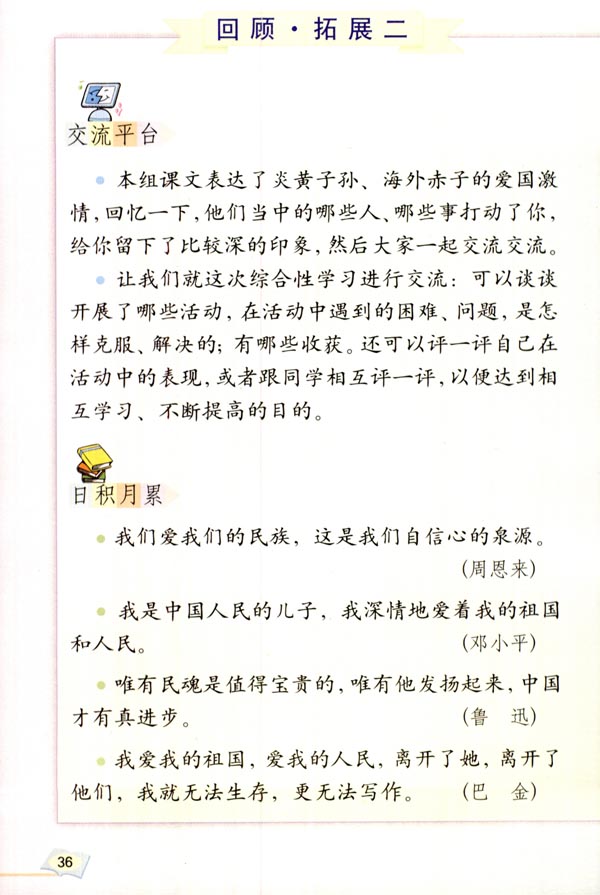 回顾·拓展二
交流平台
• 本组课文表达了炎黄子孙、海外赤子的爱国激
情，回忆一下，他们当中的哪些人、哪些事打动了你，
给你留下了比较深的印象，然后大家一起交流交流。
• 让我们就这次综合性学习进行交流：可以谈谈
开展了哪些活动，在活动中遇到的困难、问题，是怎
样克服、解决的；有哪些收获。还可以评一评自己在
活动中的表现，或者跟同学相互评一评，以便达到相
互学习、不断提高的目的。
日积月累
• 我们爱我们的民族，这是我们自信心的泉源。
(周恩来)
• 我是中国人民的儿子，我深情地爱着我的祖国
和人民。 (邓小平)
• 唯有民魂是值得宝贵的，唯有他发扬起来，中国
才有真进步。 (鲁 迅)
• 我爱我的祖国，爱我的人民，离开了她，离开了
他们，我就无法生存，更无法写作。 (巴 金)
36